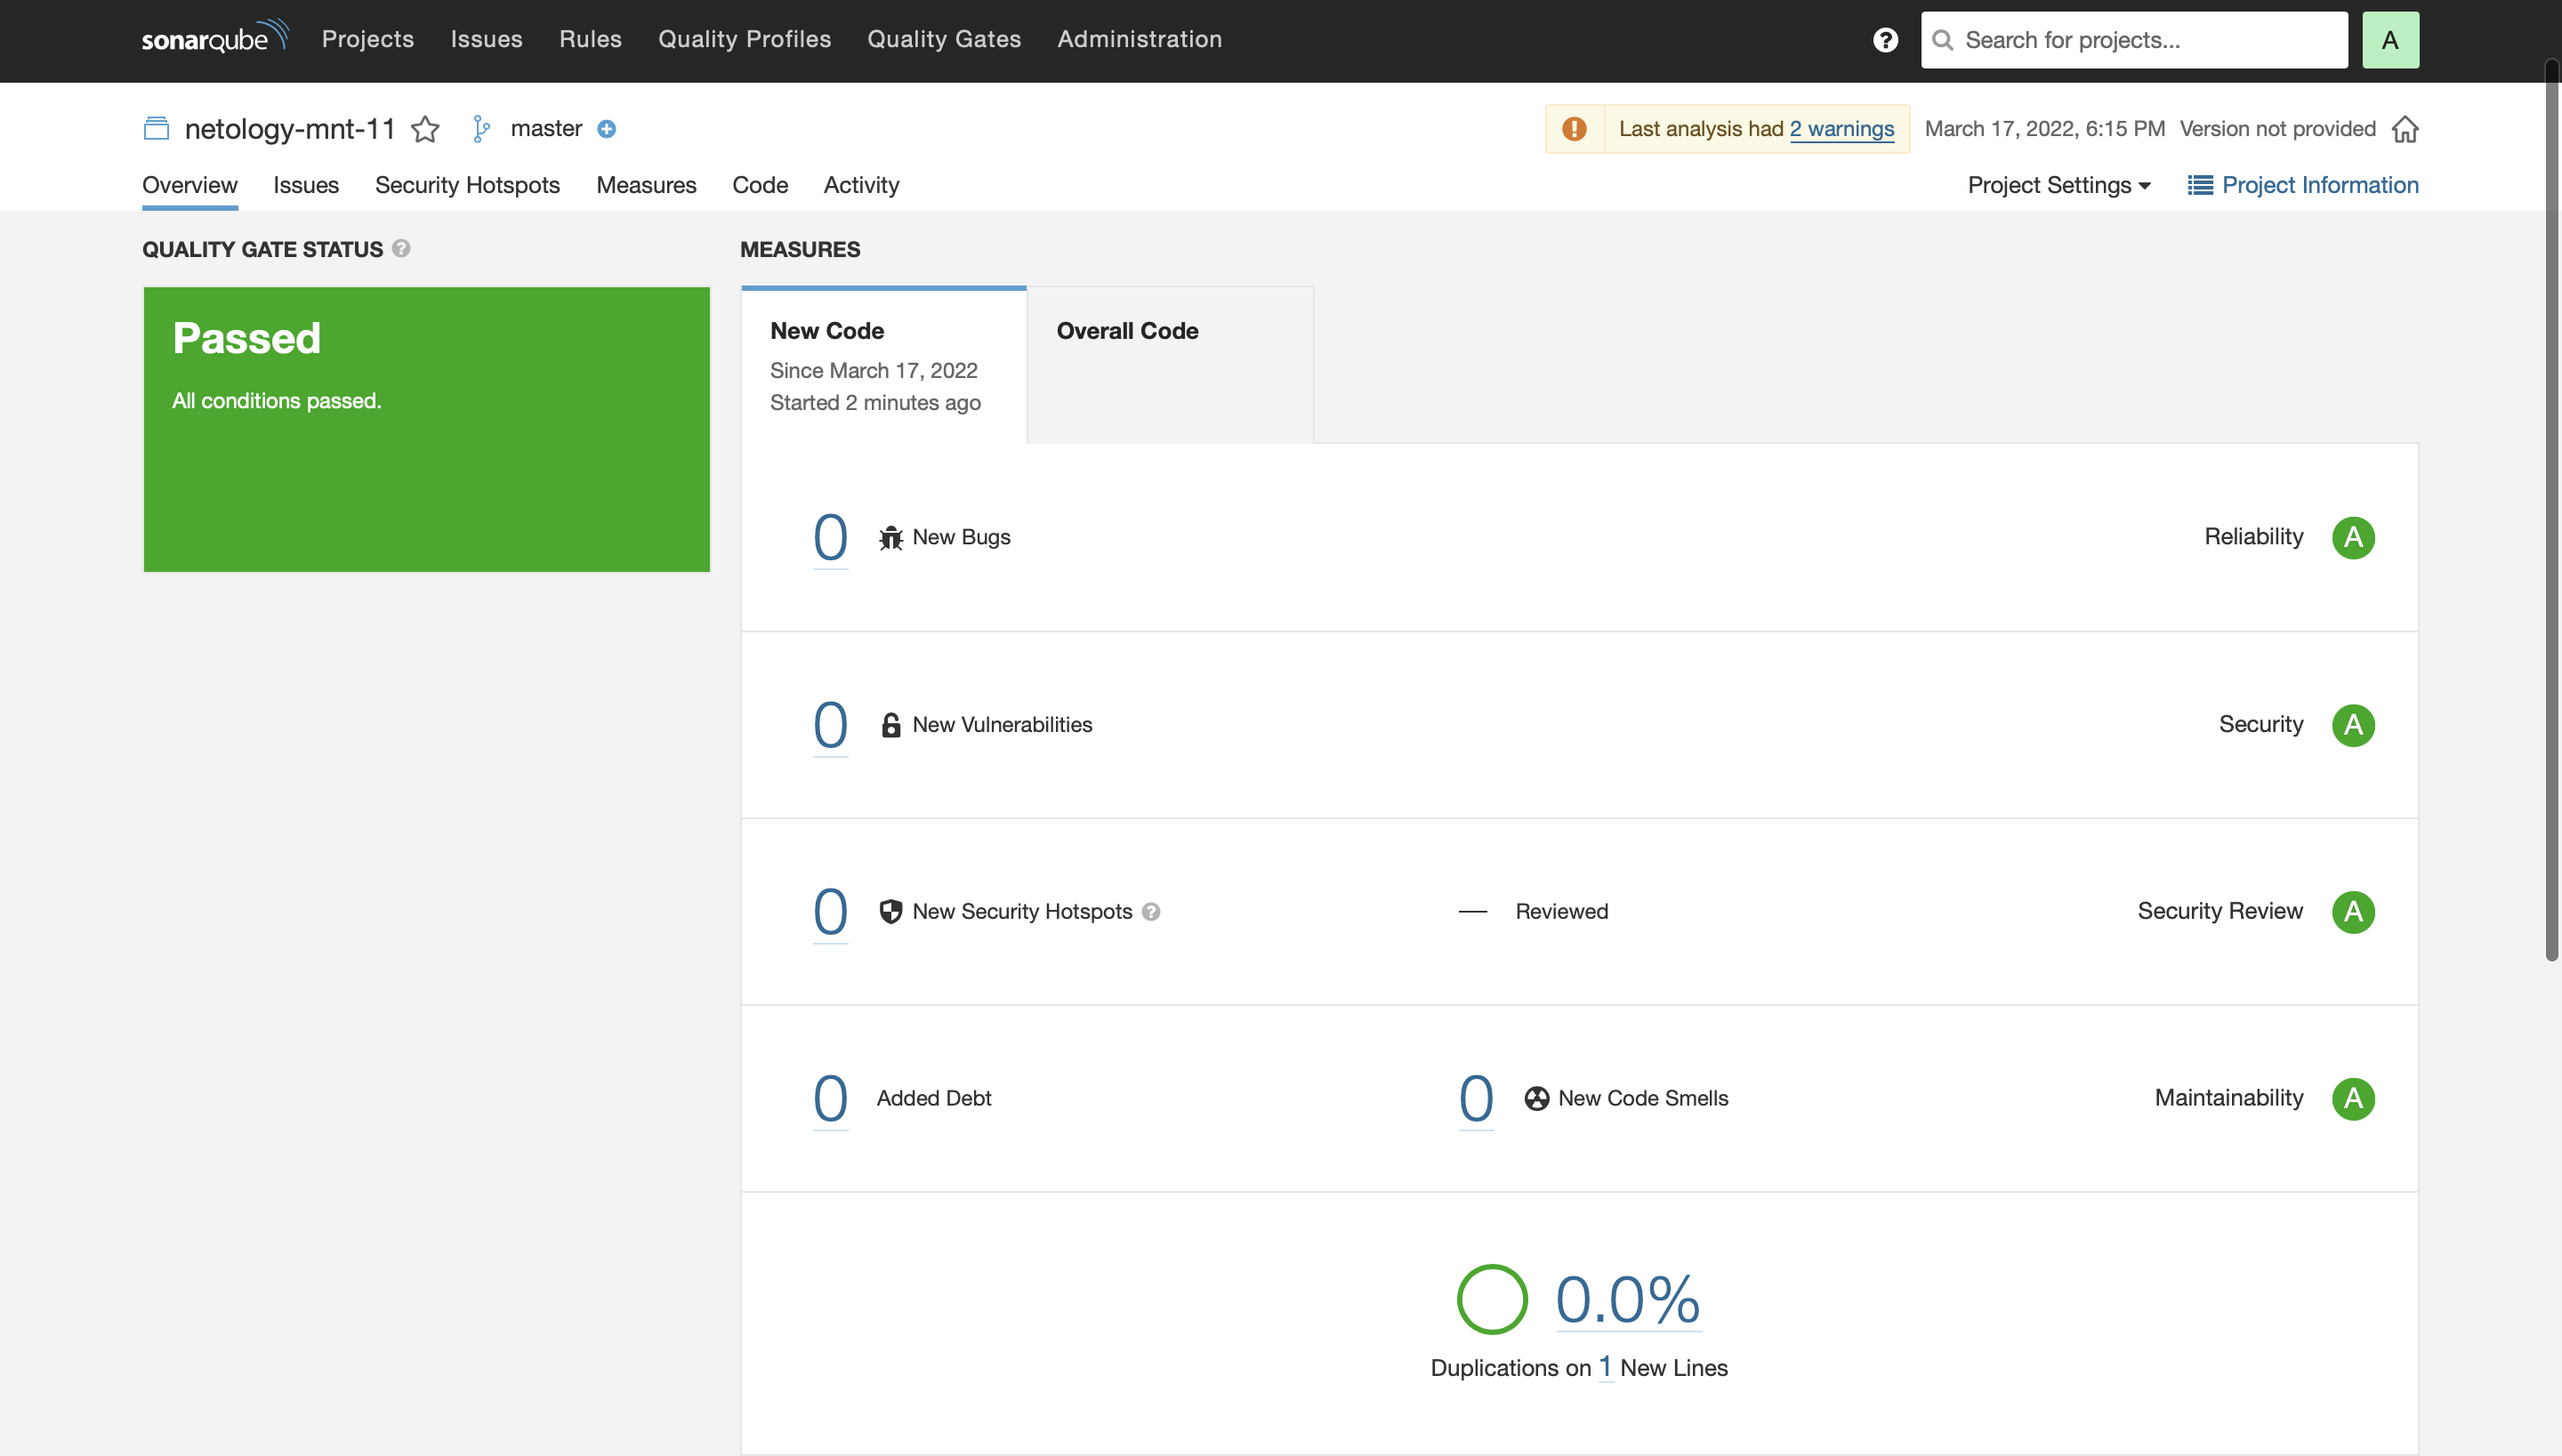 sonarqube Projects Issues Rules Quality Profiles Quality Gates Administration ? Search for projects... A
netology-mnt-11 master Last analysis had 2 warnings March 17, 2022, 6:15 PM Version not provided
Overview Issues Security Hotspots Measures Code Activity Project Settings Project Information
QUALITY GATE STATUS ?
Passed
All conditions passed.
MEASURES
New Code
Since March 17, 2022
Started 2 minutes ago
Overall Code
0 New Bugs Reliability A
0 New Vulnerabilities Security A
0 New Security Hotspots ? — Reviewed Security Review A
0 Added Debt 0 New Code Smells Maintainability A
0.0%
Duplications on 1 New Lines